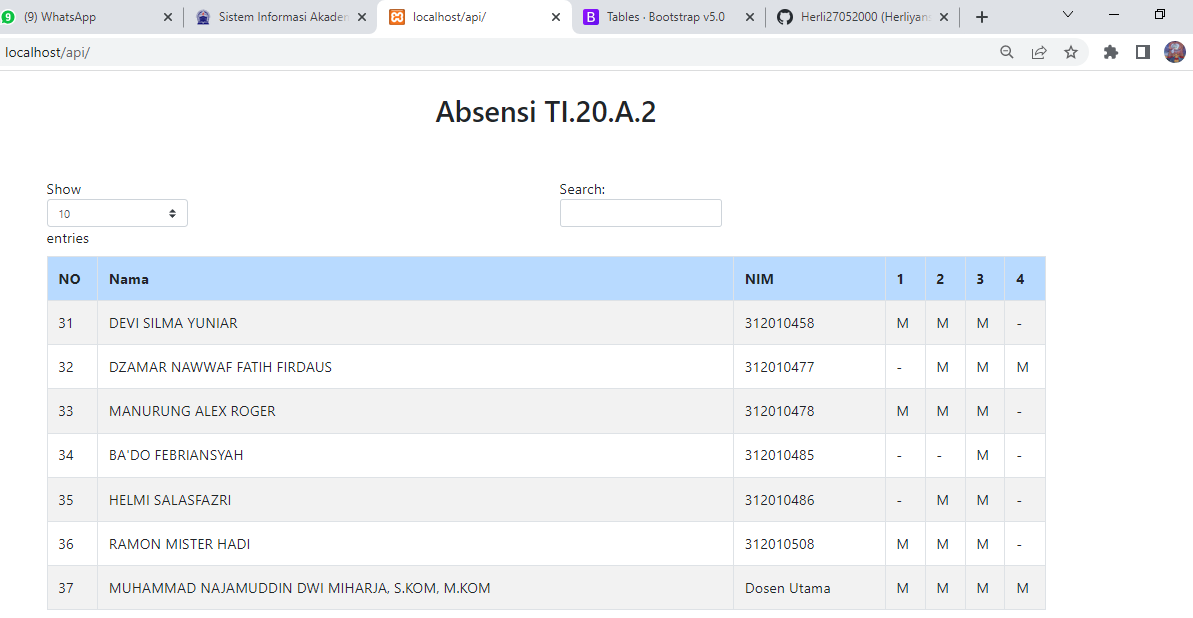 9 (9) WhatsApp
Sistem Informasi Akaden
localhost/api/
B Tables · Bootstrap v5.0
Herli27052000 (Herliyans
localhost/api/
Absensi TI.20.A.2
Show
10
entries
Search:
NO Nama NIM 1 2 3 4
31 DEVI SILMA YUNIAR 312010458 M M M -
32 DZAMAR NAWWAF FATIH FIRDAUS 312010477 - M M M
33 MANURUNG ALEX ROGER 312010478 M M M -
34 BA'DO FEBRIANSYAH 312010485 - - M -
35 HELMI SALASFAZRI 312010486 - M M -
36 RAMON MISTER HADI 312010508 M M M -
37 MUHAMMAD NAJAMUDDIN DWI MIHARJA, S.KOM, M.KOM Dosen Utama M M M M